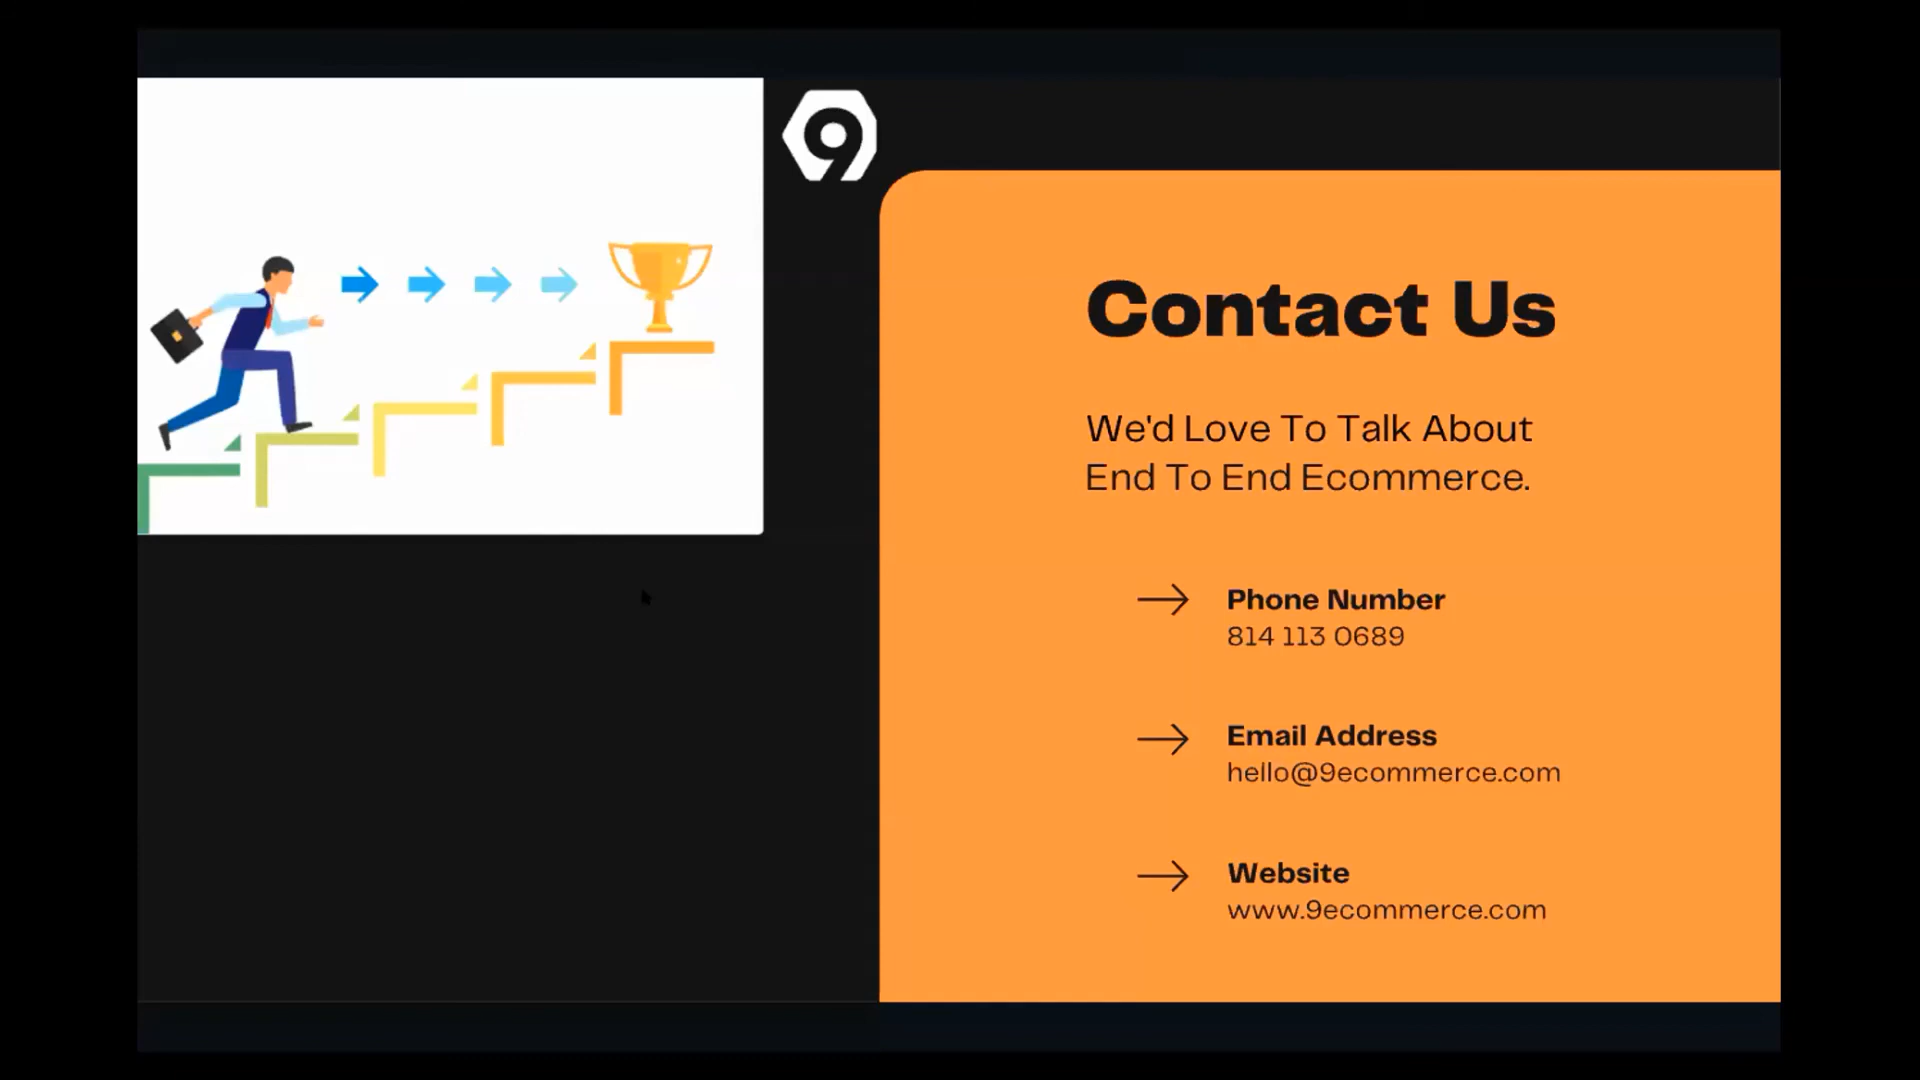 9
Contact Us
We'd Love To Talk About
End To End Ecommerce.
Phone Number
814 113 0689
Email Address
hello@9ecommerce.com
Website
www.9ecommerce.com